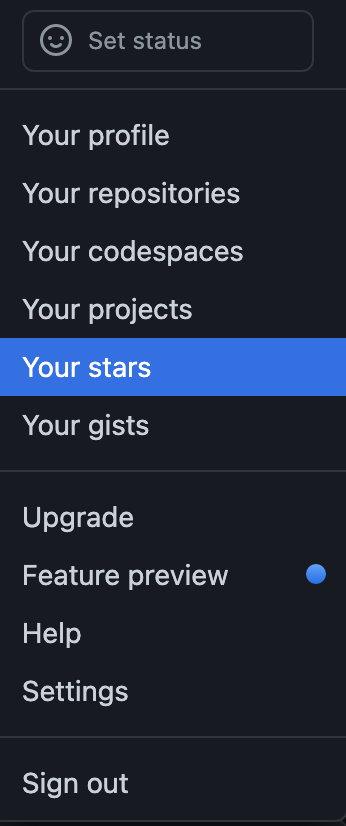 Set status
Your profile
Your repositories
Your codespaces
Your projects
Your stars
Your gists
Upgrade
Feature preview
Help
Settings
Sign out